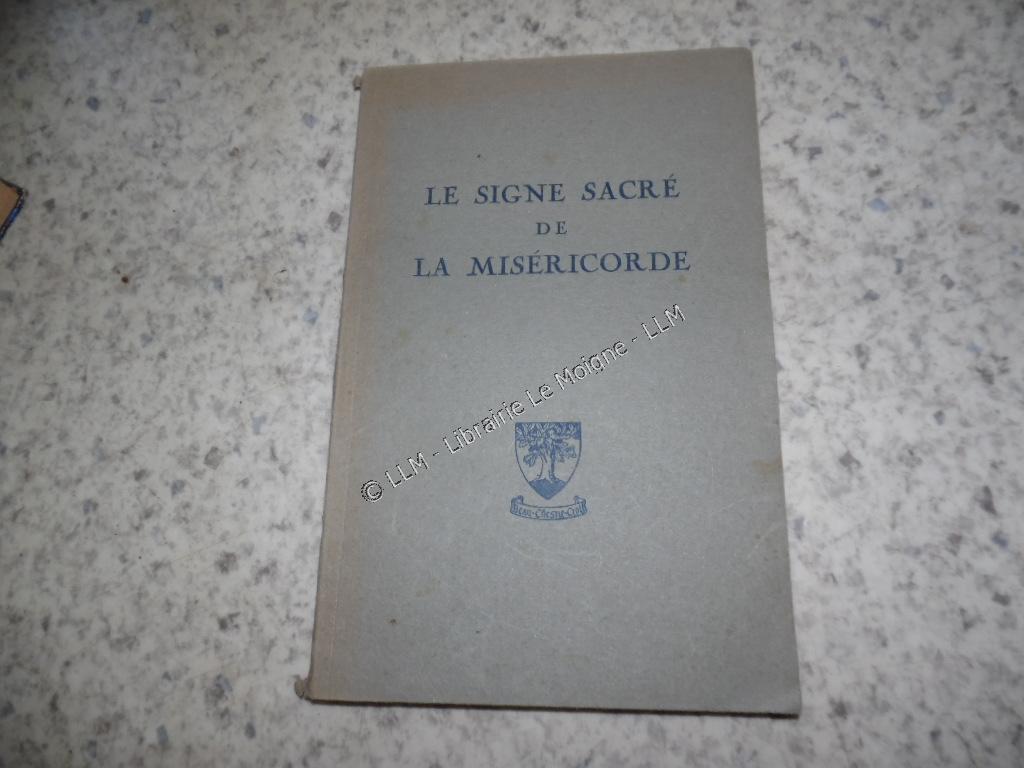 LE SIGNE SACRÉ
DE
LA MISÉRICORDE
© LLM - Librairie Le Moigne - LLM